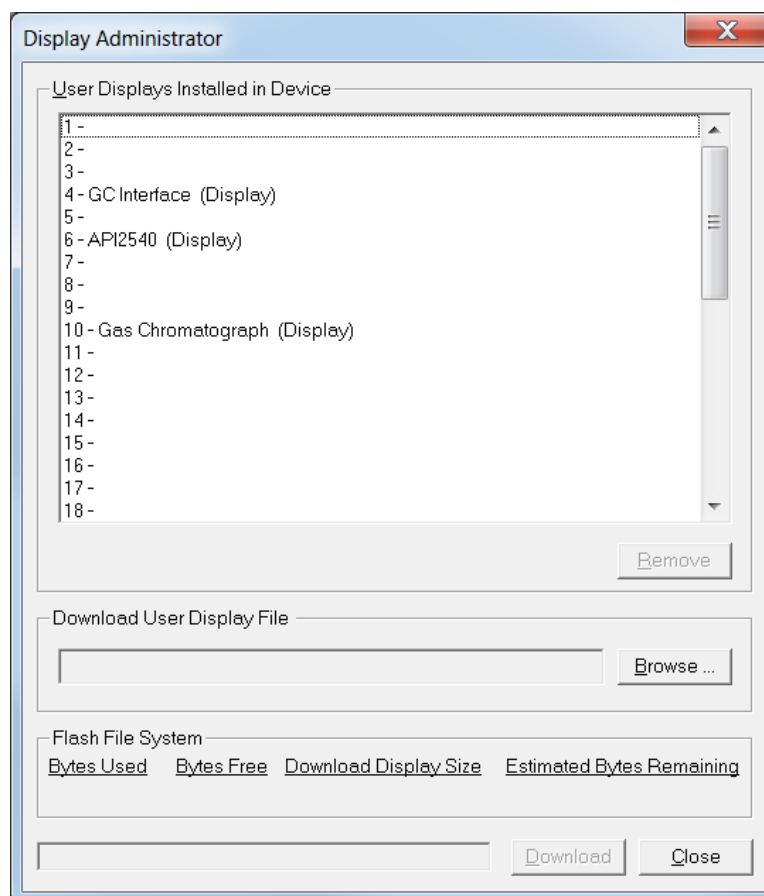 Display Administrator
User Displays Installed in Device
1 -
2 -
3 -
4 - GC Interface (Display)
5 -
6 - API2540 (Display)
7 -
8 -
9 -
10 - Gas Chromatograph (Display)
11 -
12 -
13 -
14 -
15 -
16 -
17 -
18 -
Remove
Download User Display File
Browse ...
Flash File System
Bytes Used Bytes Free Download Display Size Estimated Bytes Remaining
Download Close